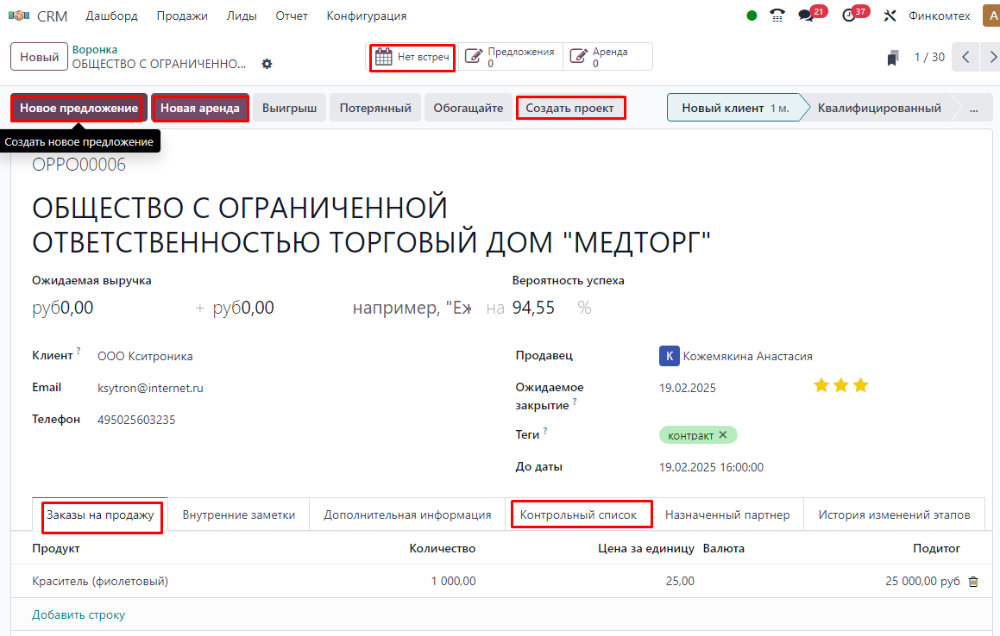 CRM Дашборд Продажи Лиды Отчет Конфигурация 21 37 Финкомтех А
Новый Воронка
ОБЩЕСТВО С ОГРАНИЧЕННО...
Нет встреч Предложения 0 Аренда 0 1 / 30
Новое предложение Новая аренда Выигрыш Потерянный Обогащайте Создать проект Новый клиент 1 м. Квалифицированный ...
Создать новое предложение
OPPO00006
ОБЩЕСТВО С ОГРАНИЧЕННОЙ
ОТВЕТСТВЕННОСТЬЮ ТОРГОВЫЙ ДОМ "МЕДТОРГ"
Ожидаемая выручка Вероятность успеха
руб0,00 + руб0,00 например, "Еж на 94,55 %
Клиент ? ООО Кситроника Продавец К Кожемякина Анастасия
Email ksytron@internet.ru Ожидаемое закрытие ? 19.02.2025
Телефон 495025603235
Теги ? контракт ✕
До даты 19.02.2025 16:00:00
Заказы на продажу Внутренние заметки Дополнительная информация Контрольный список Назначенный партнер История изменений этапов
Продукт Количество Цена за единицу Валюта Подитог
Краситель (фиолетовый) 1 000,00 25,00 25 000,00 руб
Добавить строку